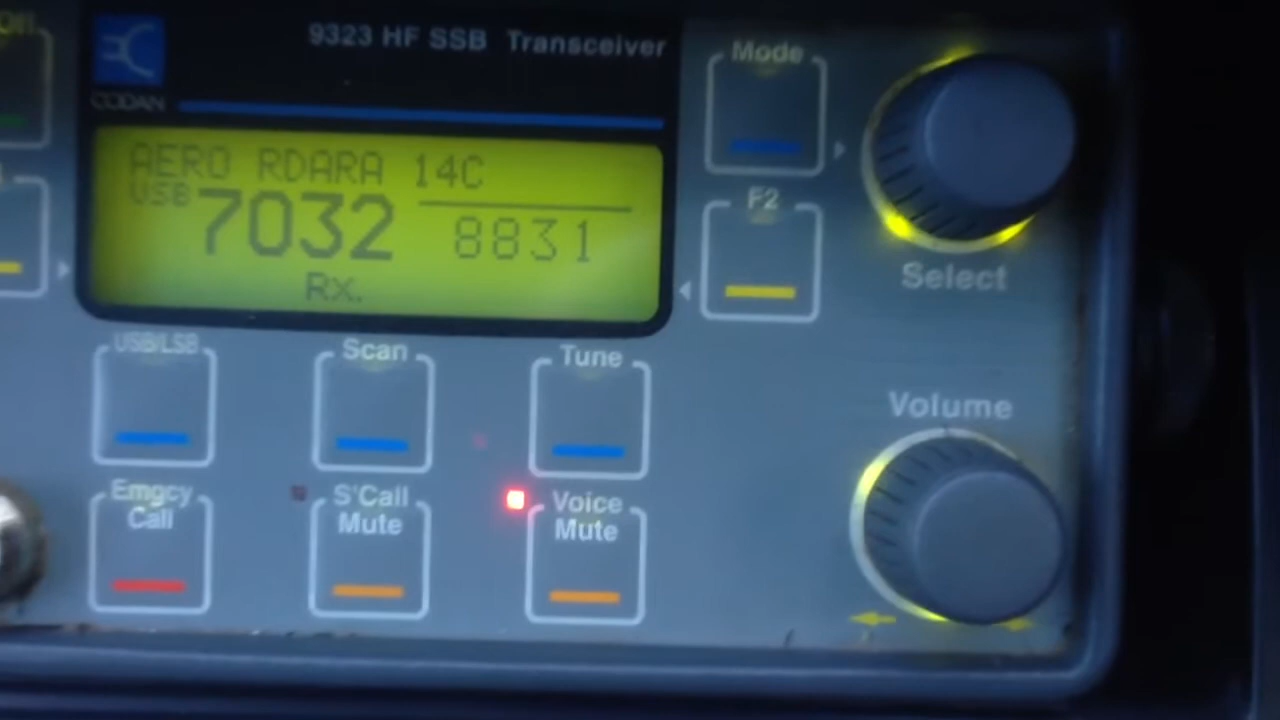 9323 HF SSB Transceiver
CODAN
AERO RDARA 14C
USB 7032 8831
Rx.
Mode
F2
Select
USB/LSB
Scan
Tune
Volume
Emgcy
Call
S'Call
Mute
Voice
Mute